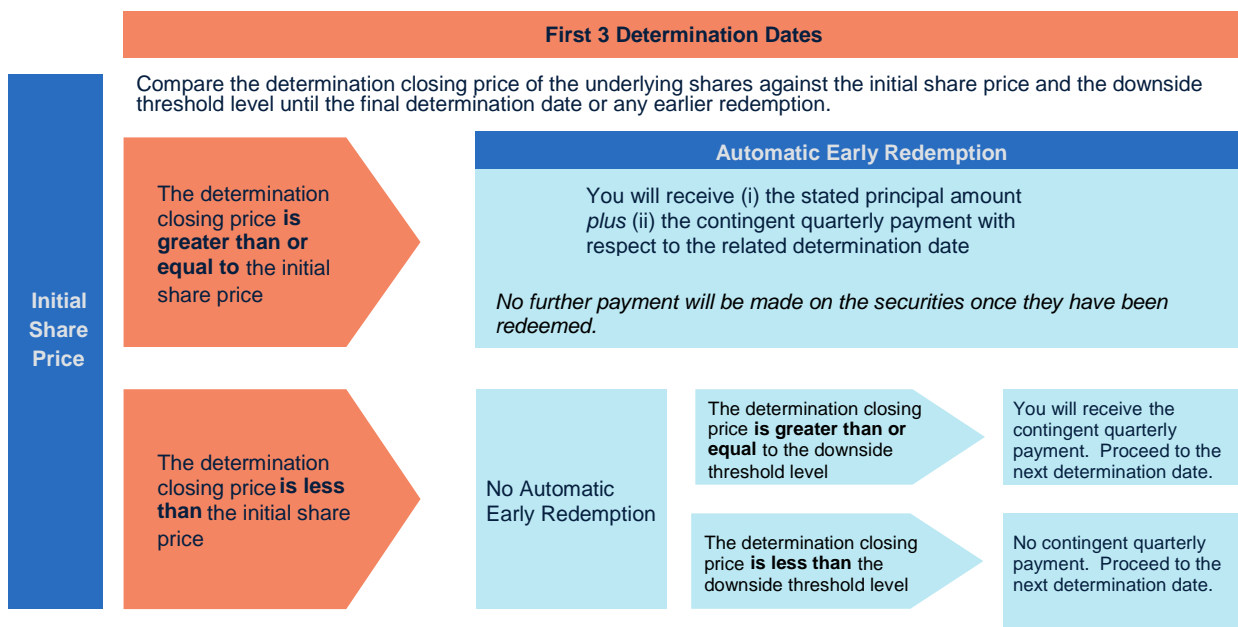 First 3 Determination Dates
Compare the determination closing price of the underlying shares against the initial share price and the downside
threshold level until the final determination date or any earlier redemption.
Initial
Share
Price
The determination
closing price is
greater than or
equal to the initial
share price
Automatic Early Redemption
You will receive (i) the stated principal amount
plus (ii) the contingent quarterly payment with
respect to the related determination date
No further payment will be made on the securities once they have been
redeemed.
The determination
closing price is less
than the initial share
price
No Automatic
Early Redemption
The determination closing
price is greater than or
equal to the downside
threshold level
You will receive the
contingent quarterly
payment.  Proceed to the
next determination date.
The determination closing
price is less than the
downside threshold level
No contingent quarterly
payment.  Proceed to the
next determination date.